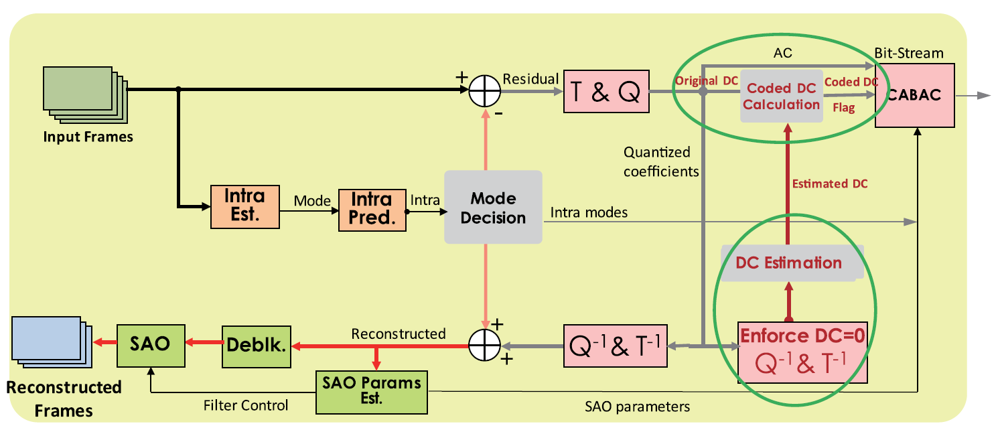 AC
Bit-Stream
Input Frames
+
-
Residual
T & Q
Original DC
Coded DC
Calculation
Coded DC
Flag
CABAC
Quantized
coefficients
Estimated DC
Intra
Est.
Mode
Intra
Pred.
Intra
Mode
Decision
Intra modes
DC Estimation
Reconstructed
Frames
SAO
Deblk.
Reconstructed
+
+
Q-1 & T-1
Enforce DC=0
Q-1 & T-1
SAO Params
Est.
Filter Control
SAO parameters